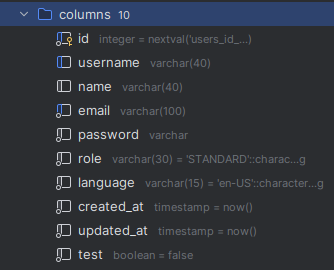 columns 10
id integer = nextval('users_id_...)
username varchar(40)
name varchar(40)
email varchar(100)
password varchar
role varchar(30) = 'STANDARD'::charac...g
language varchar(15) = 'en-US'::character...g
created_at timestamp = now()
updated_at timestamp = now()
test boolean = false